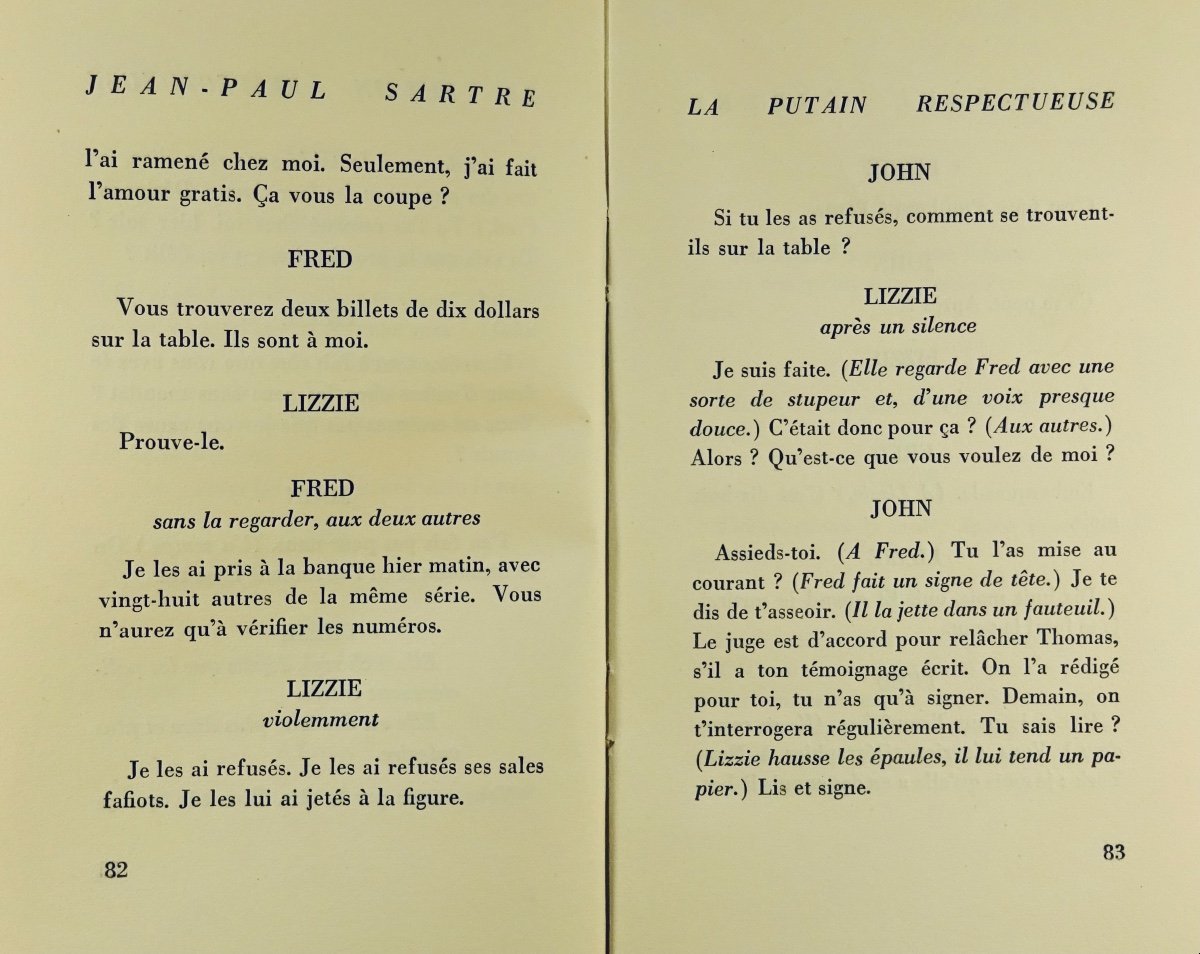 JEAN-PAUL SARTRE
l'ai ramené chez moi. Seulement, j'ai fait
l'amour gratis. Ça vous la coupe ?
FRED
Vous trouverez deux billets de dix dollars
sur la table. Ils sont à moi.
LIZZIE
Prouve-le.
FRED
sans la regarder, aux deux autres
Je les ai pris à la banque hier matin, avec
vingt-huit autres de la même série. Vous
n'aurez qu'à vérifier les numéros.
LIZZIE
violemment
Je les ai refusés. Je les ai refusés ses sales
fafiots. Je les lui ai jetés à la figure.
82
LA PUTAIN RESPECTUEUSE
JOHN
Si tu les as refusés, comment se trouvent-
ils sur la table ?
LIZZIE
après un silence
Je suis faite. (Elle regarde Fred avec une
sorte de stupeur et, d'une voix presque
douce.) C'était donc pour ça ? (Aux autres.)
Alors ? Qu'est-ce que vous voulez de moi ?
JOHN
Assieds-toi. (A Fred.) Tu l'as mise au
courant ? (Fred fait un signe de tête.) Je te
dis de t'asseoir. (Il la jette dans un fauteuil.)
Le juge est d'accord pour relâcher Thomas,
s'il a ton témoignage écrit. On l'a rédigé
pour toi, tu n'as qu'à signer. Demain, on
t'interrogera régulièrement. Tu sais lire ?
(Lizzie hausse les épaules, il lui tend un pa-
pier.) Lis et signe.
83